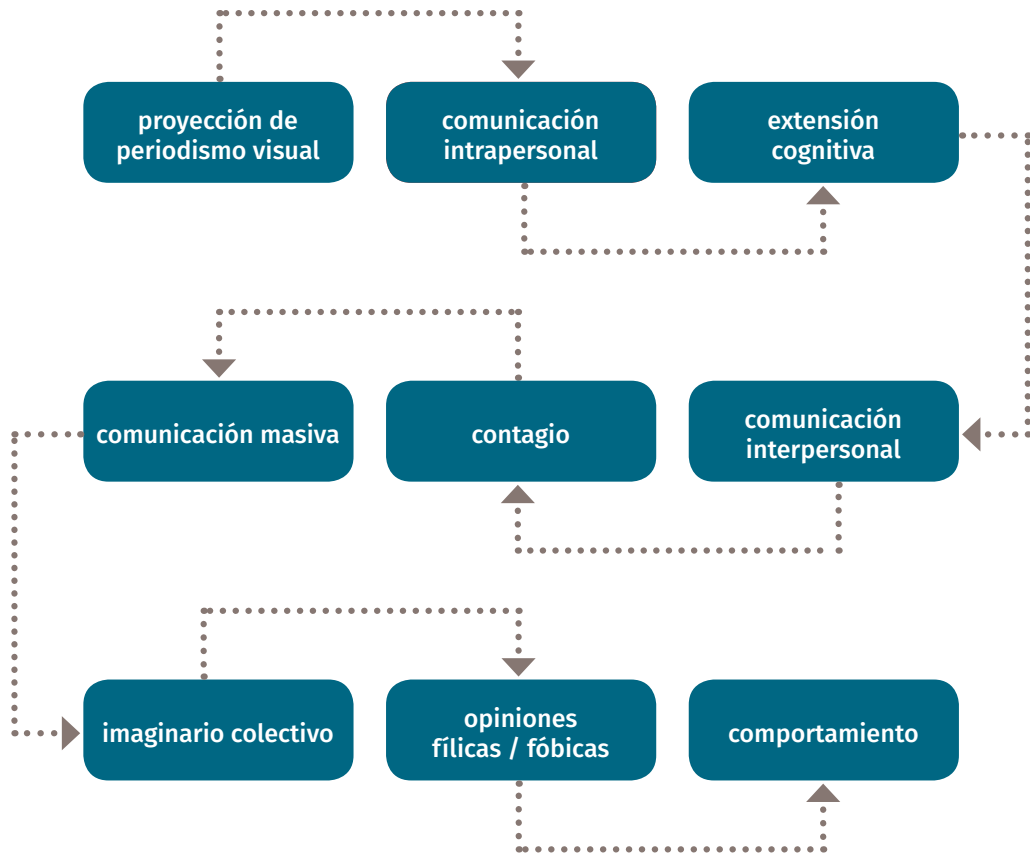 proyección de
periodismo visual
comunicación
intrapersonal
extensión
cognitiva
comunicación masiva
contagio
comunicación
interpersonal
imaginario colectivo
opiniones
fílicas / fóbicas
comportamiento